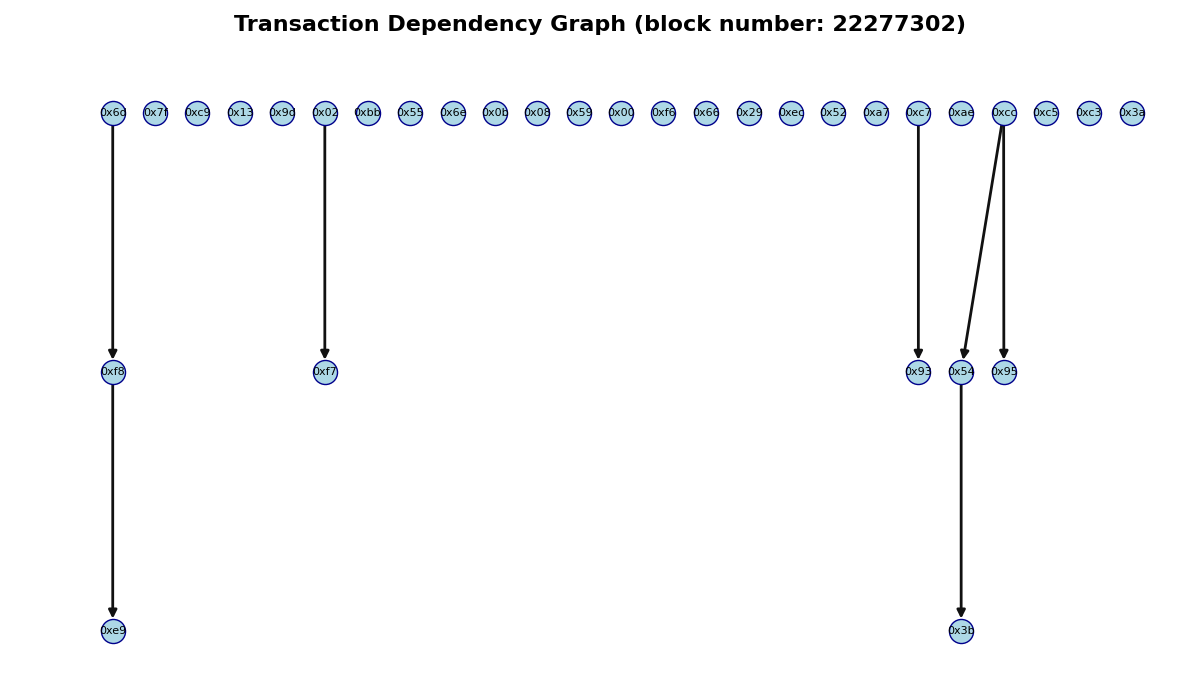 Transaction Dependency Graph (block number: 22277302)
0x6d 0x7f 0xc9 0x13 0x9d 0x02 0xbb 0x55 0x6e 0x0b 0x08 0x59 0x00 0xf6 0x66 0x29 0xec 0x52 0xa7 0xc7 0xae 0xcc 0xc5 0xc3 0x3a
0xf8 0xf7 0x93 0x54 0x95
0xe9 0x3b